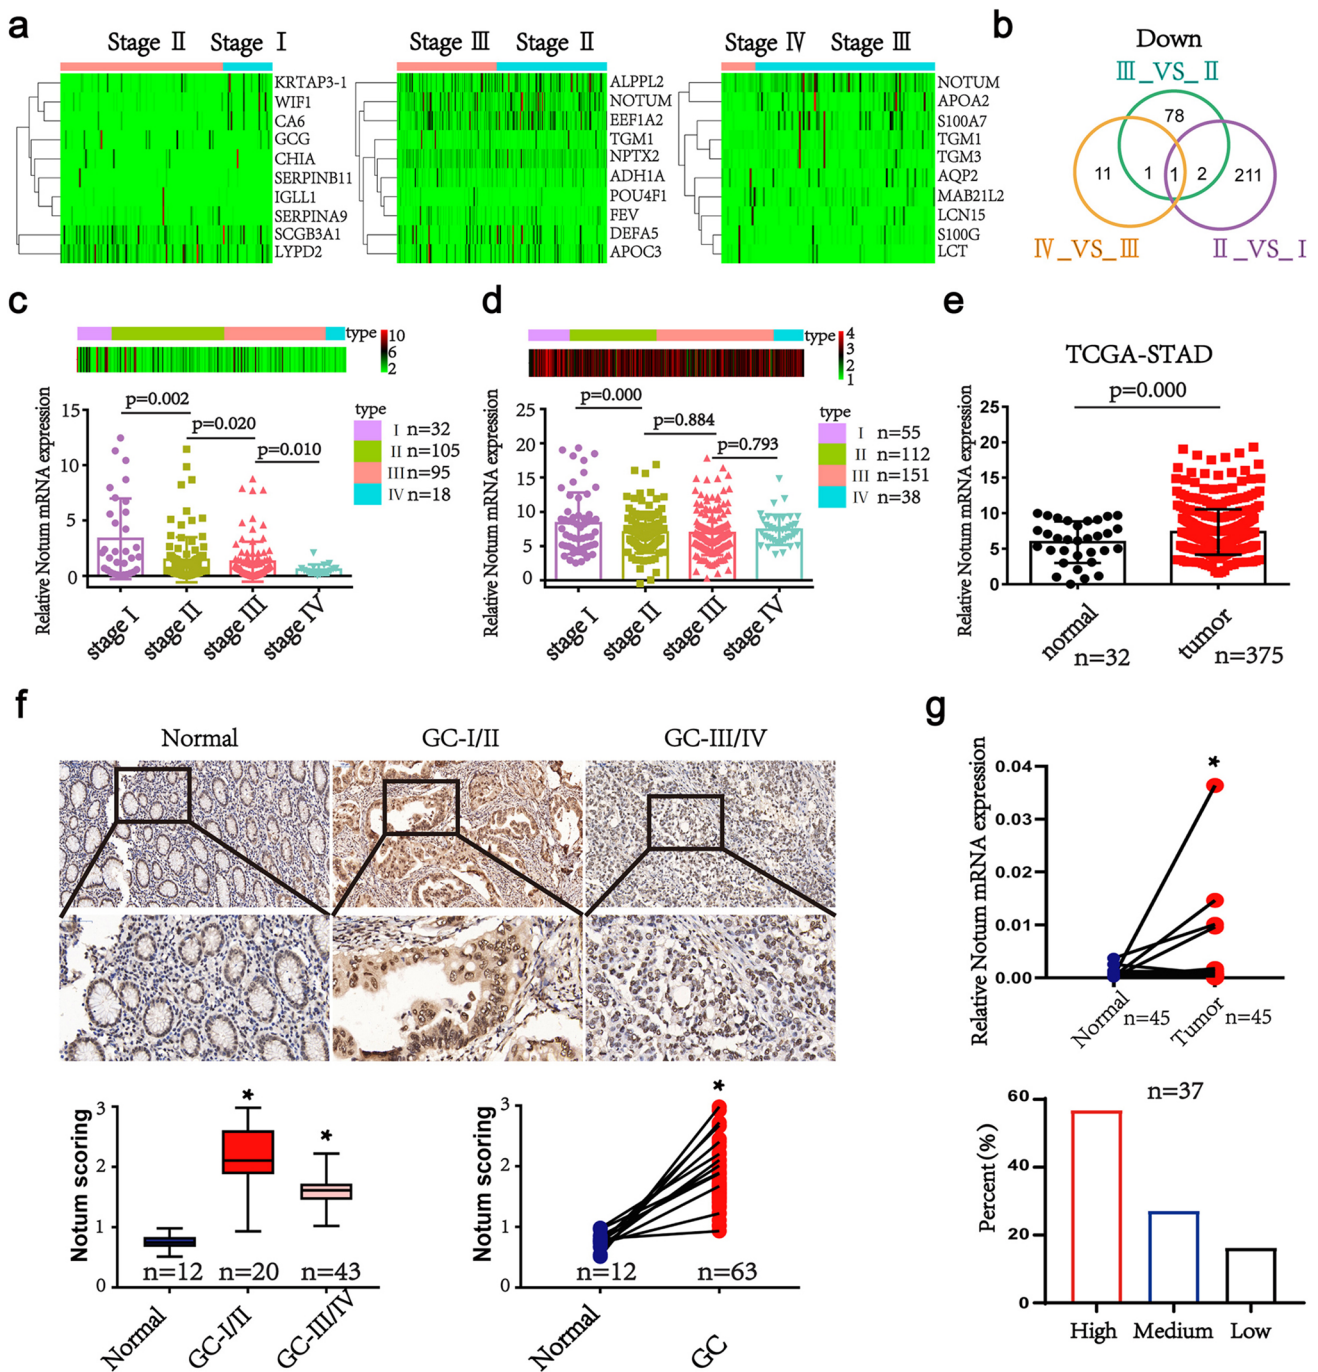 a
Stage II Stage I
KRTAP3-1
WIF1
CA6
GCG
CHIA
SERPINB11
IGLL1
SERPINA9
SCGB3A1
LYPD2
Stage III Stage II
ALPPL2
NOTUM
EEF1A2
TGM1
NPTX2
ADH1A
POU4F1
FEV
DEFA5
APOC3
Stage IV Stage III
NOTUM
APOA2
S100A7
TGM1
TGM3
AQP2
MAB21L2
LCN15
S100G
LCT
b
Down
III_VS_II
78
11 1 1 2 211
IV_VS_III II_VS_I
c
type
10
6
2
Relative Notum mRNA expression
15
10
5
0
p=0.002
p=0.020
p=0.010
type
I n=32
II n=105
III n=95
IV n=18
stage I
stage II
stage III
stage IV
d
type
4
3
2
1
Relative Notum mRNA expression
25
20
15
10
5
0
p=0.000
p=0.884
p=0.793
type
I n=55
II n=112
III n=151
IV n=38
stage I
stage II
stage III
stage IV
e
TCGA-STAD
p=0.000
Relative Notum mRNA expression
25
20
15
10
5
0
normal
n=32
tumor
n=375
f
Normal GC-I/II GC-III/IV
Notum scoring
3
2
1
0
*
*
n=12 n=20 n=43
Normal
GC-I/II
GC-III/IV
Notum scoring
3
2
1
0
*
n=12 n=63
Normal
GC
g
Relative Notum mRNA expression
0.04
0.03
0.02
0.01
0.00
*
Normal
n=45
Tumor
n=45
n=37
Percent(%)
60
40
20
0
High Medium Low